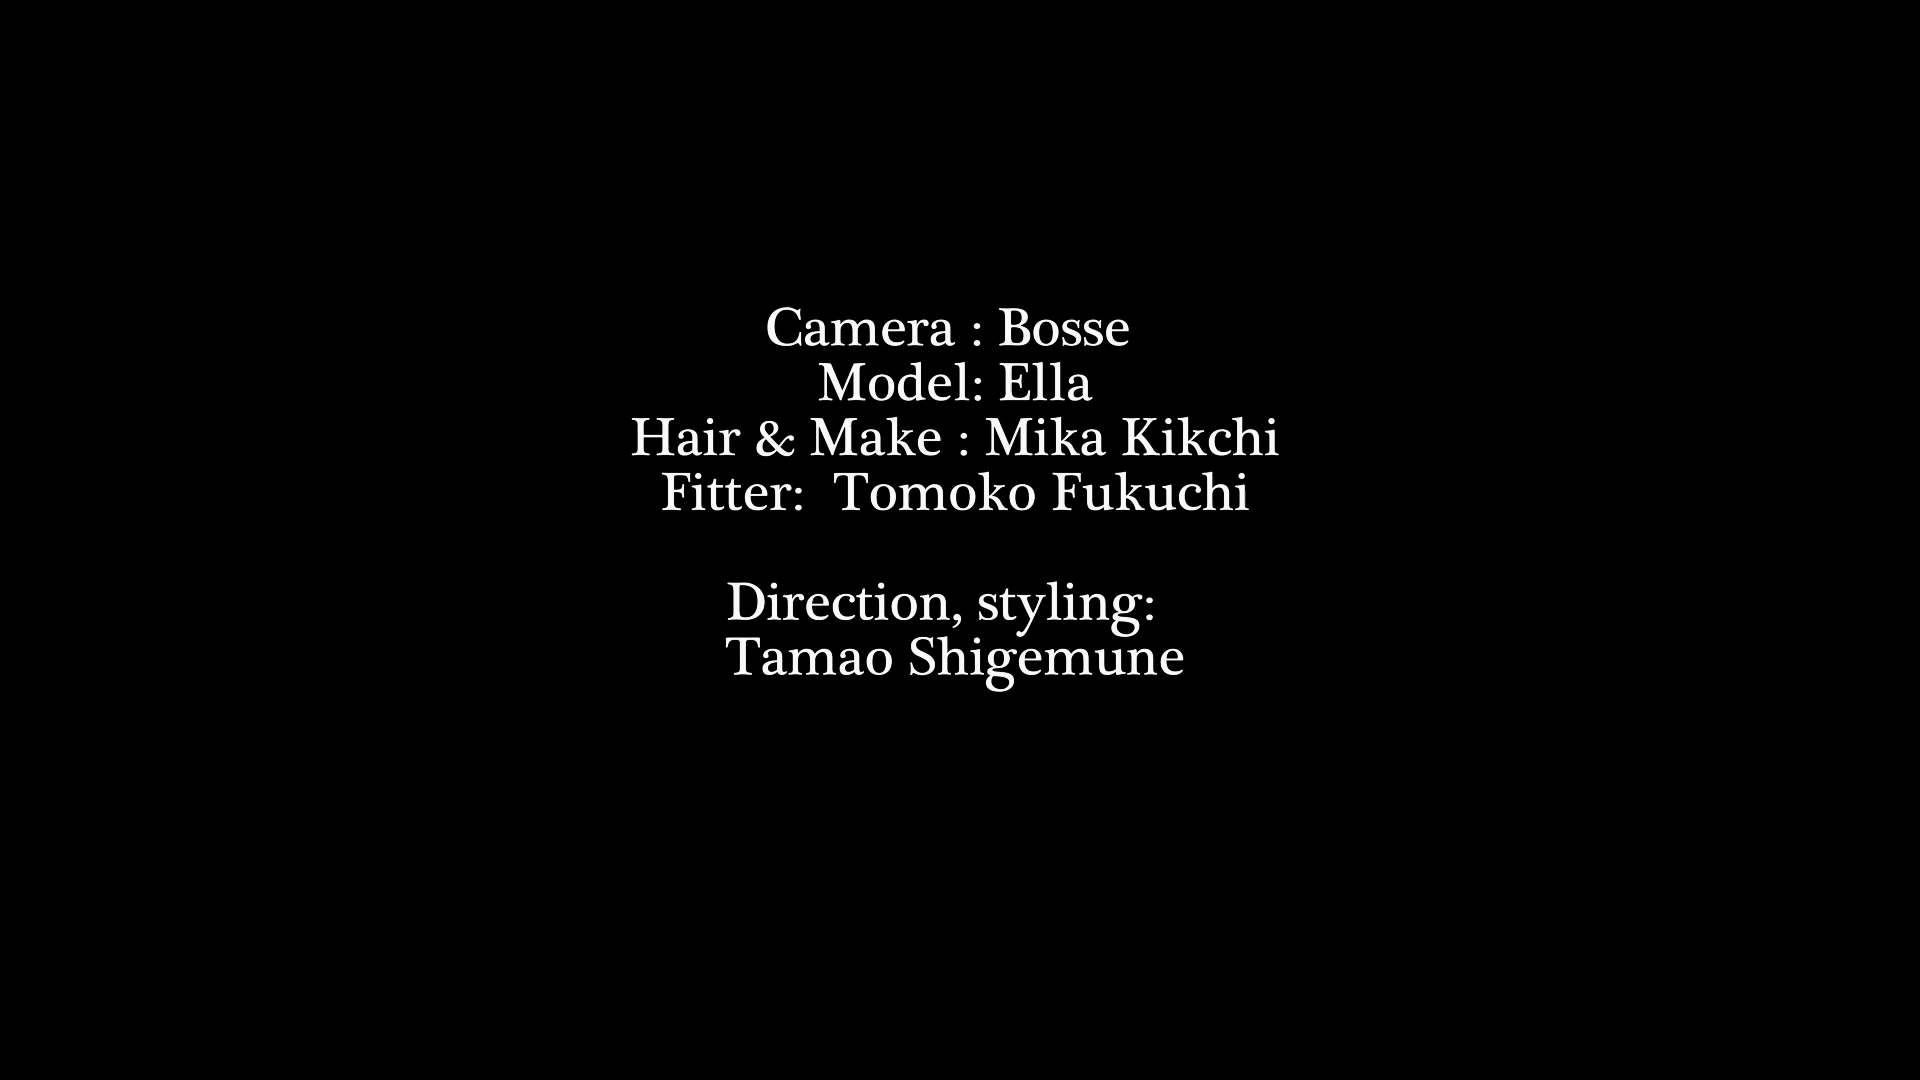 Camera : Bosse
Model: Ella
Hair & Make : Mika Kikchi
Fitter:  Tomoko Fukuchi
Direction, styling:
Tamao Shigemune